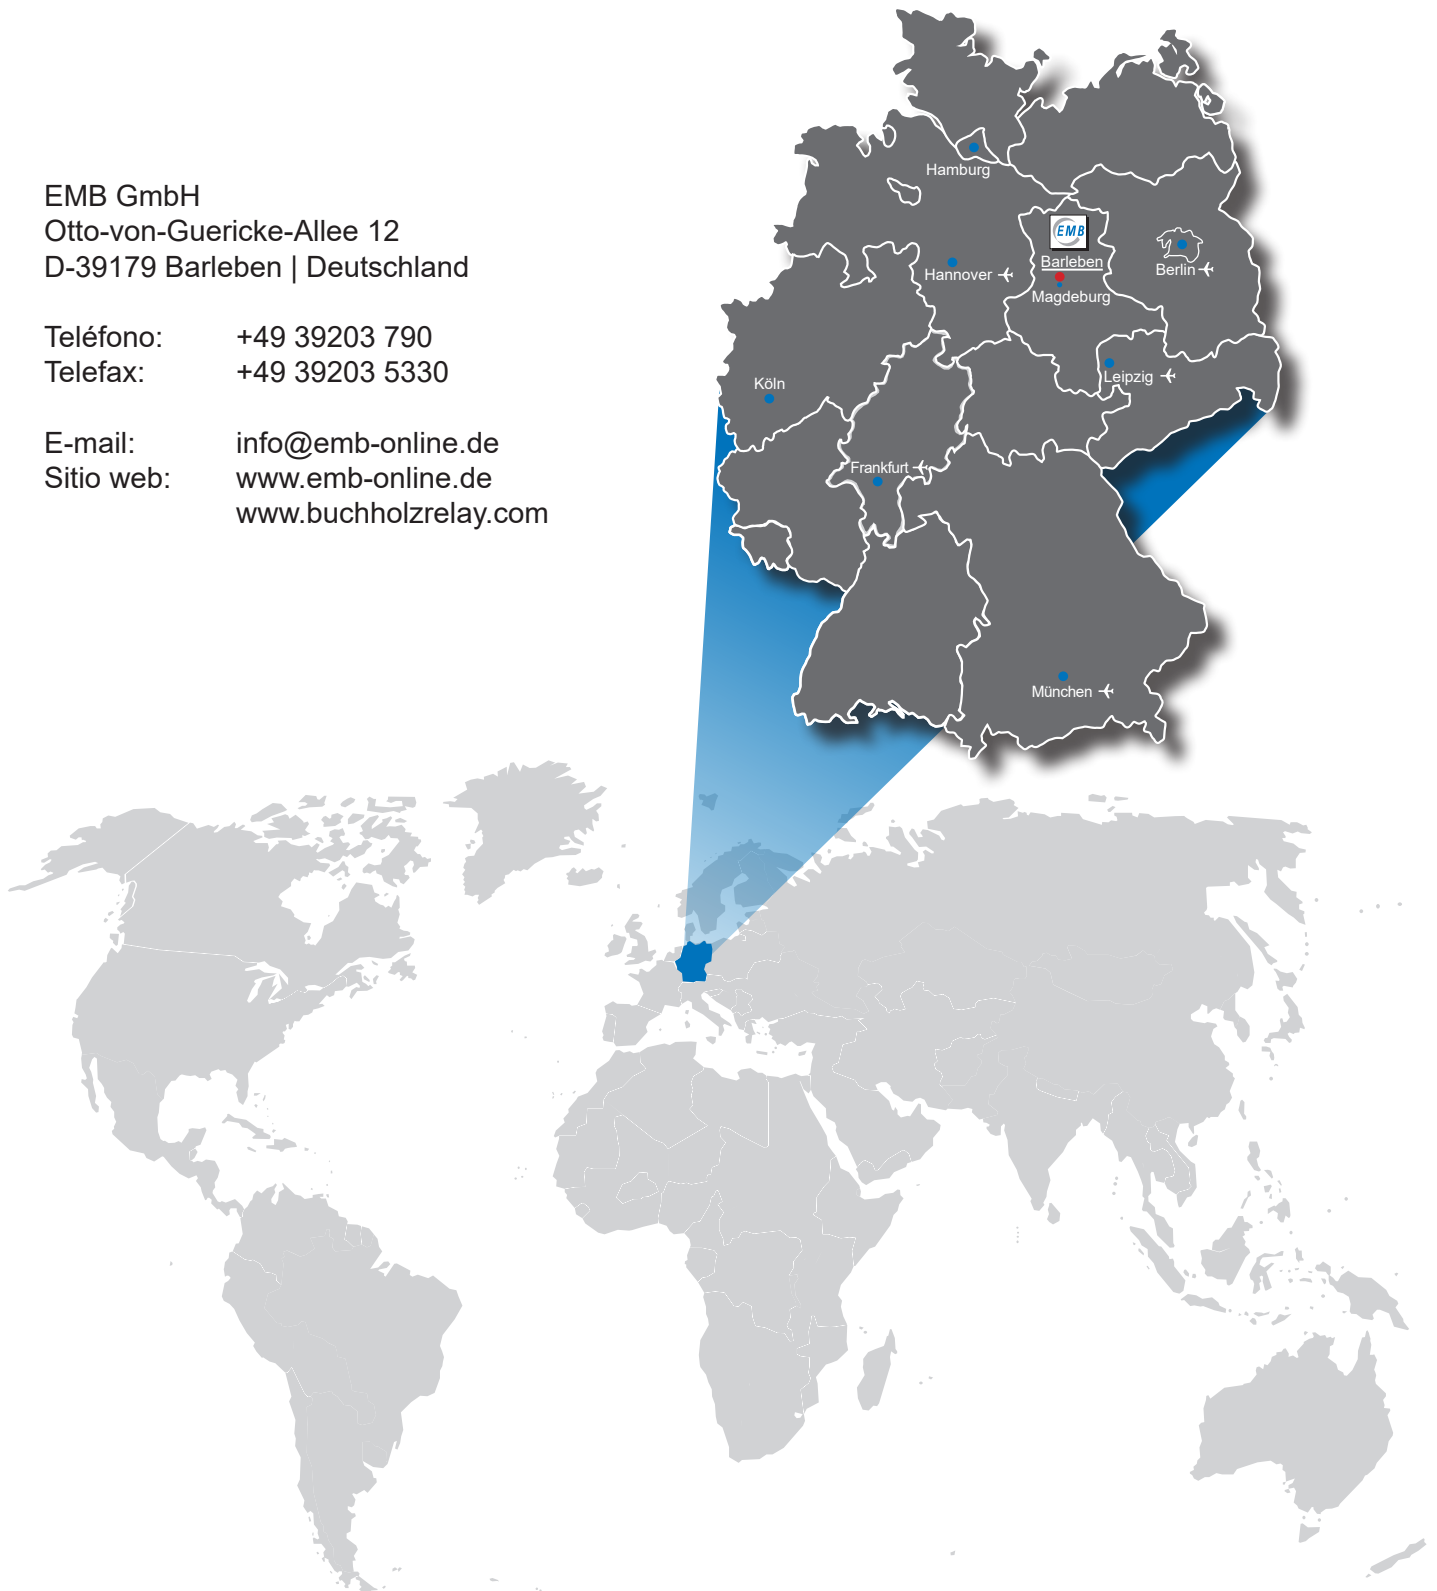 EMB GmbH
Otto-von-Guericke-Allee 12
D-39179 Barleben | Deutschland
Teléfono: +49 39203 790
Telefax: +49 39203 5330
E-mail: info@emb-online.de
Sitio web: www.emb-online.de
www.buchholzrelay.com
Hamburg
EMB
Barleben
Hannover
Berlin
Magdeburg
Leipzig
Köln
Frankfurt
München